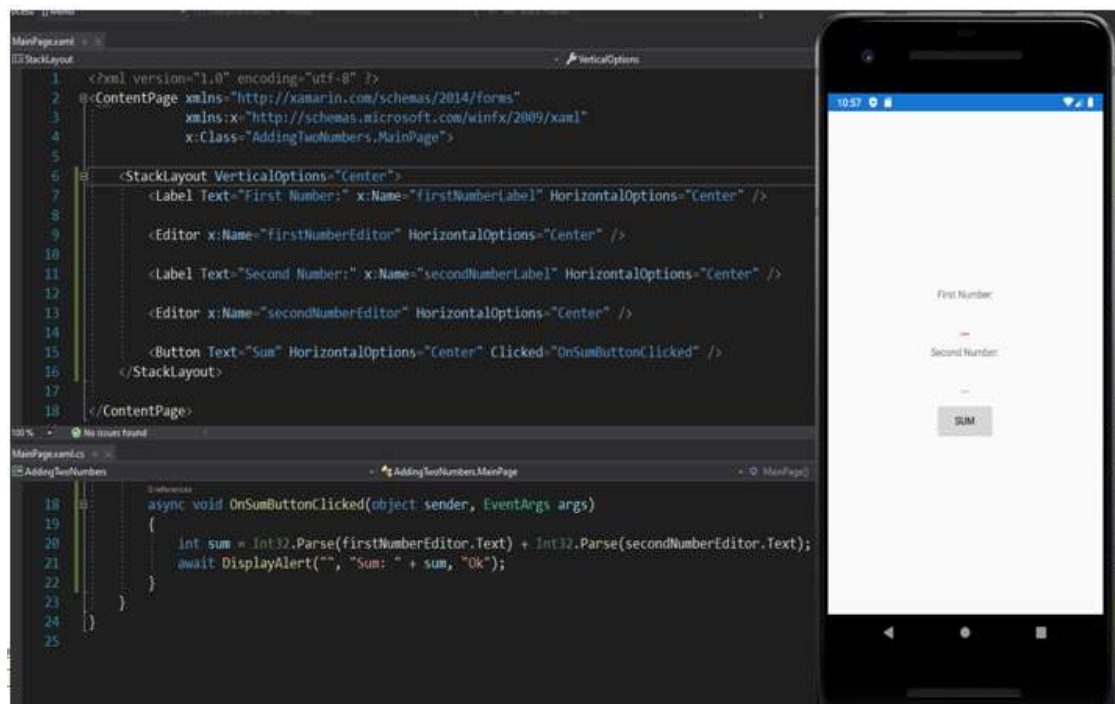 MainPage.xaml
StackLayout
VerticalOptions
1 <?xml version="1.0" encoding="utf-8" ?>
2 <ContentPage xmlns="http://xamarin.com/schemas/2014/forms"
3 xmlns:x="http://schemas.microsoft.com/winfx/2009/xaml"
4 x:Class="AddingTwoNumbers.MainPage">
5
6 <StackLayout VerticalOptions="Center">
7 <Label Text="First Number:" x:Name="firstNumberLabel" HorizontalOptions="Center" />
8
9 <Editor x:Name="firstNumberEditor" HorizontalOptions="Center" />
10
11 <Label Text="Second Number:" x:Name="secondNumberLabel" HorizontalOptions="Center" />
12
13 <Editor x:Name="secondNumberEditor" HorizontalOptions="Center" />
14
15 <Button Text="Sum" HorizontalOptions="Center" Clicked="OnSumButtonClicked" />
16 </StackLayout>
17
18 </ContentPage>
100 % No issues found
MainPage.xaml.cs
AddingTwoNumbers AddingTwoNumbers.MainPage MainPage()
0 references
18 async void OnSumButtonClicked(object sender, EventArgs args)
19 {
20 int sum = Int32.Parse(firstNumberEditor.Text) + Int32.Parse(secondNumberEditor.Text);
21 await DisplayAlert("", "Sum: " + sum, "Ok");
22 }
23 }
24 }
25
10:57
First Number:
Second Number:
SUM